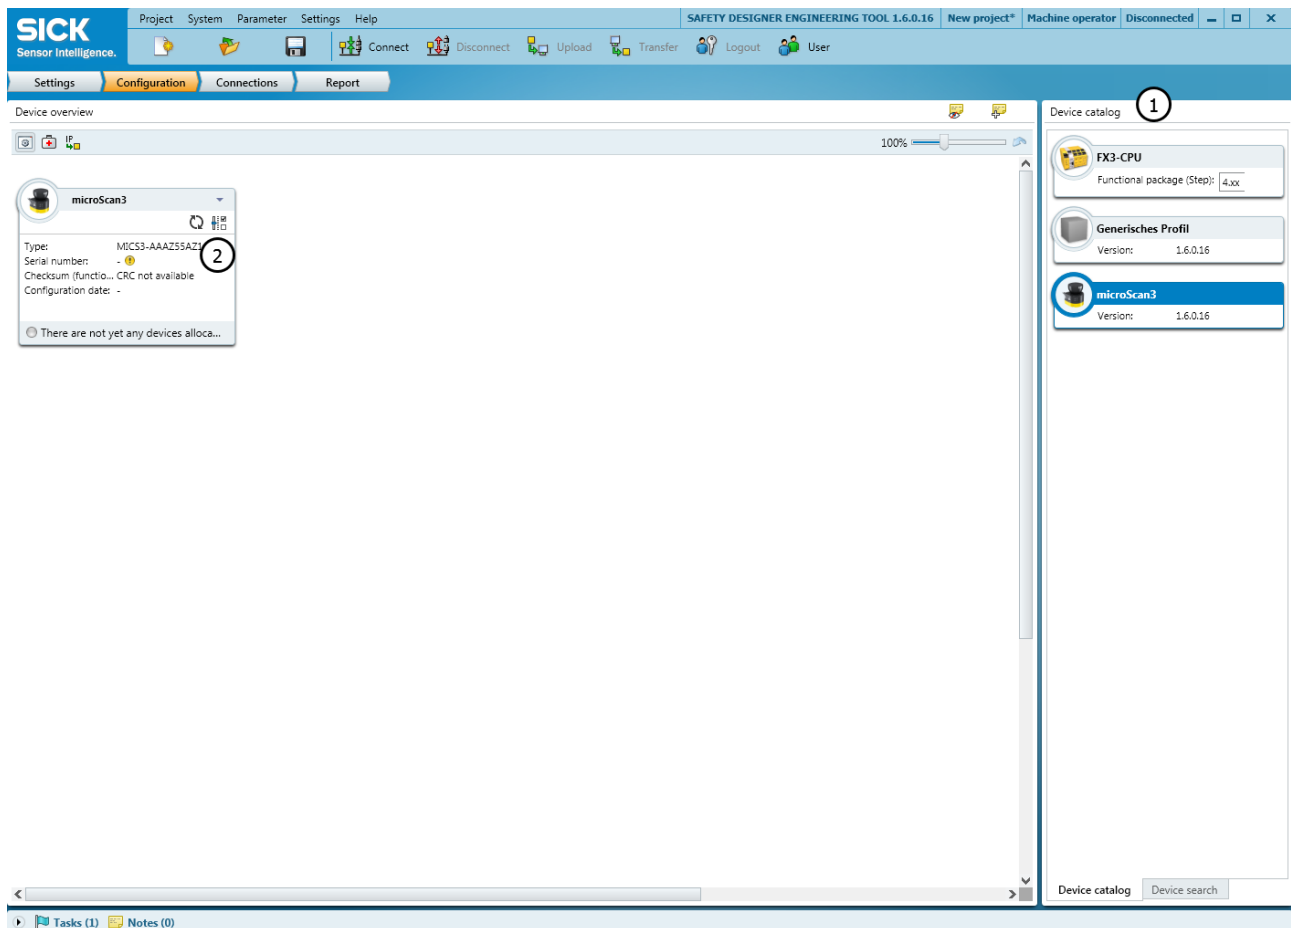 SICK
Sensor Intelligence.
Project System Parameter Settings Help
SAFETY DESIGNER ENGINEERING TOOL 1.6.0.16 New project* Machine operator Disconnected
Connect Disconnect Upload Transfer Logout User
Settings Configuration Connections Report
Device overview
100%
IP
microScan3
Type: MICS3-AAAZ55AZ1
Serial number: -
Checksum (functio... CRC not available
Configuration date: -
There are not yet any devices alloca...
2
Device catalog
1
FX3-CPU
Functional package (Step): 4.xx
Generisches Profil
Version: 1.6.0.16
microScan3
Version: 1.6.0.16
Device catalog Device search
Tasks (1) Notes (0)